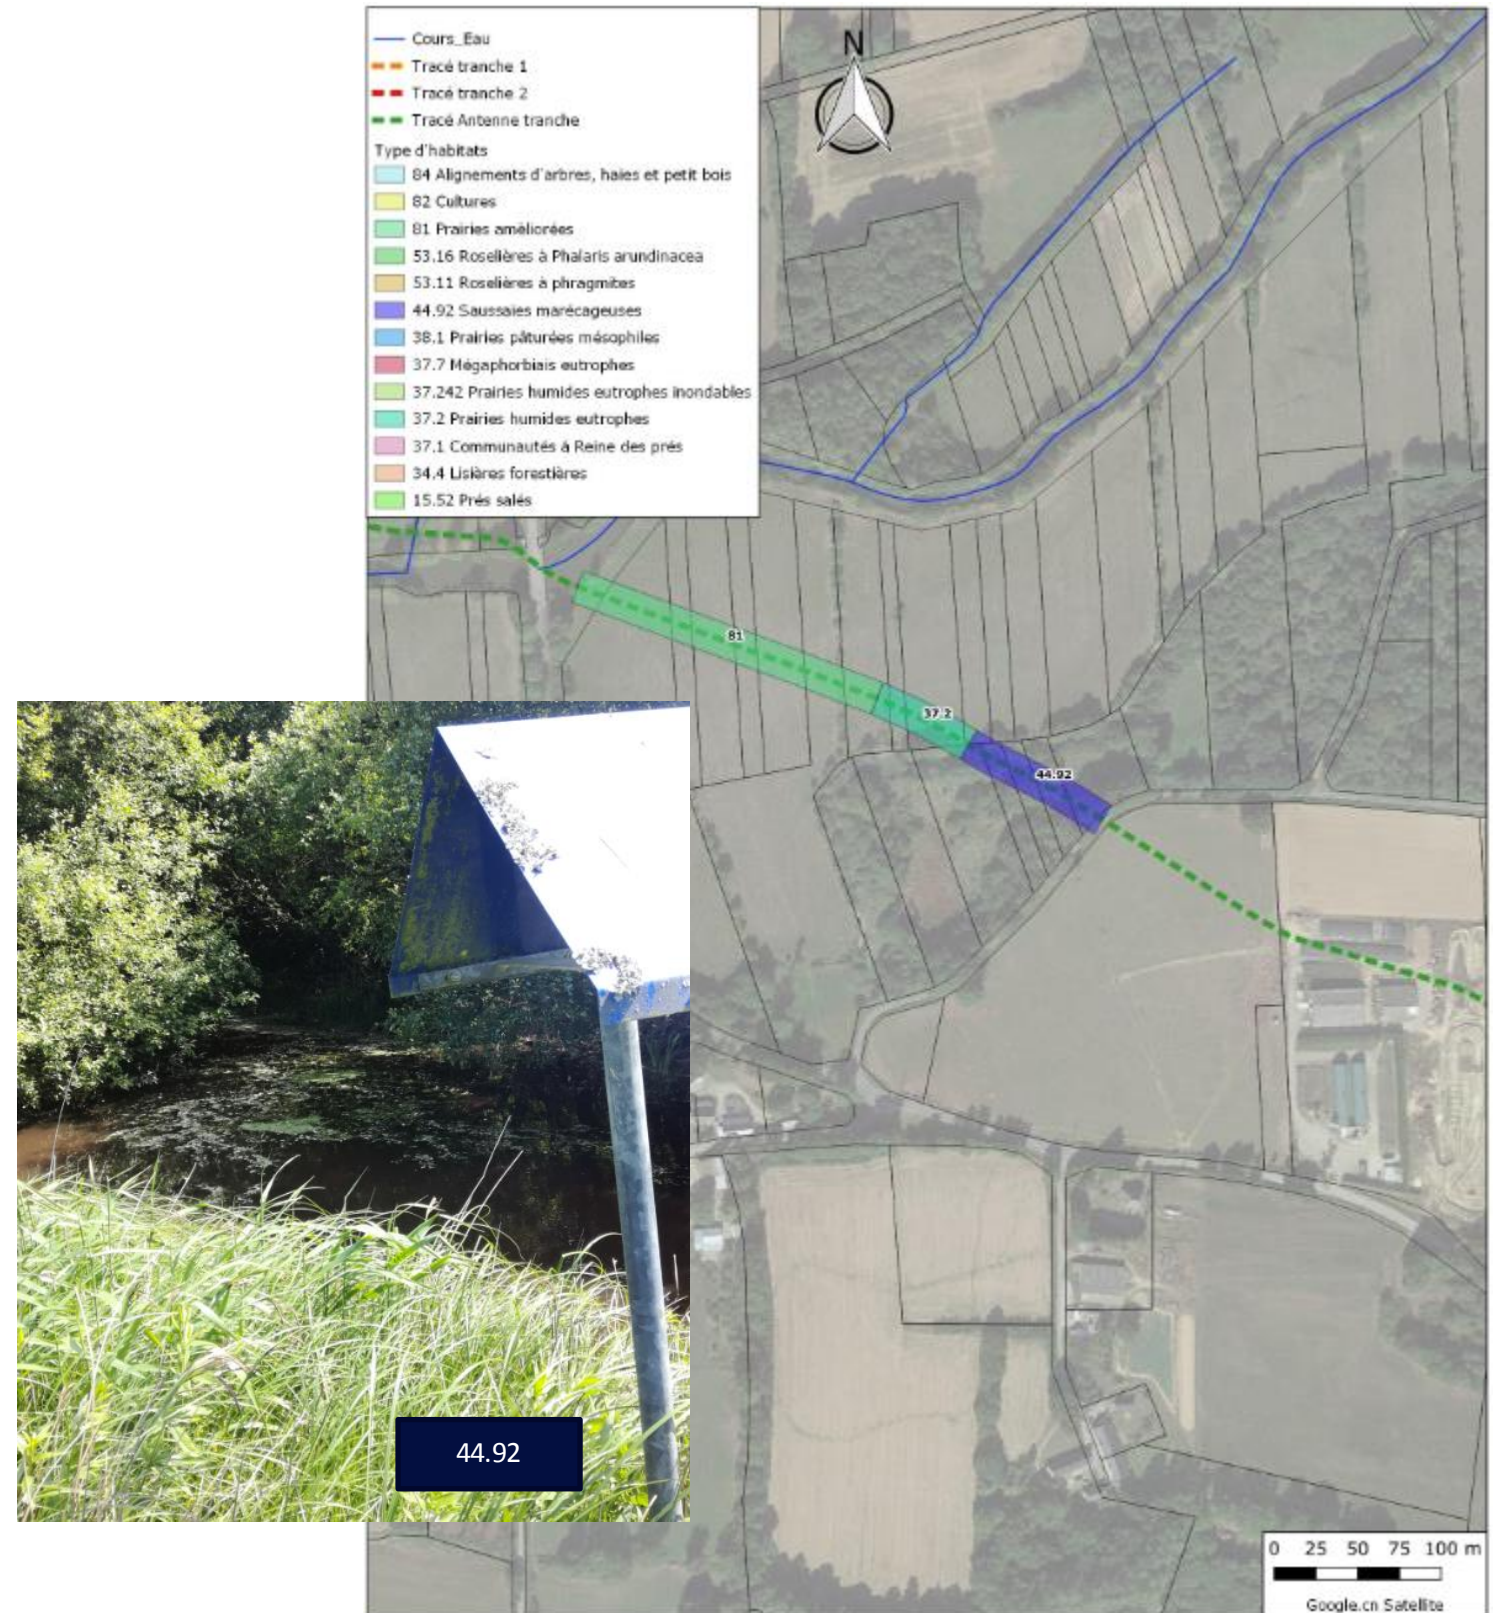 Cours_Eau
Tracé tranche 1
Tracé tranche 2
Tracé Antenne tranche
Type d'habitats
84 Alignements d'arbres, haies et petit bois
82 Cultures
81 Prairies améliorées
53.16 Roselières à Phalaris arundinacea
53.11 Roselières à phragmites
44.92 Saussaies marécageuses
38.1 Prairies pâturées mésophiles
37.7 Mégaphorbiais eutrophes
37.242 Prairies humides eutrophes inondables
37.2 Prairies humides eutrophes
37.1 Communautés à Reine des prés
34.4 Lisières forestières
15.52 Prés salés
N
81
37.2
44.92
44.92
0 25 50 75 100 m
Google.cn Satellite